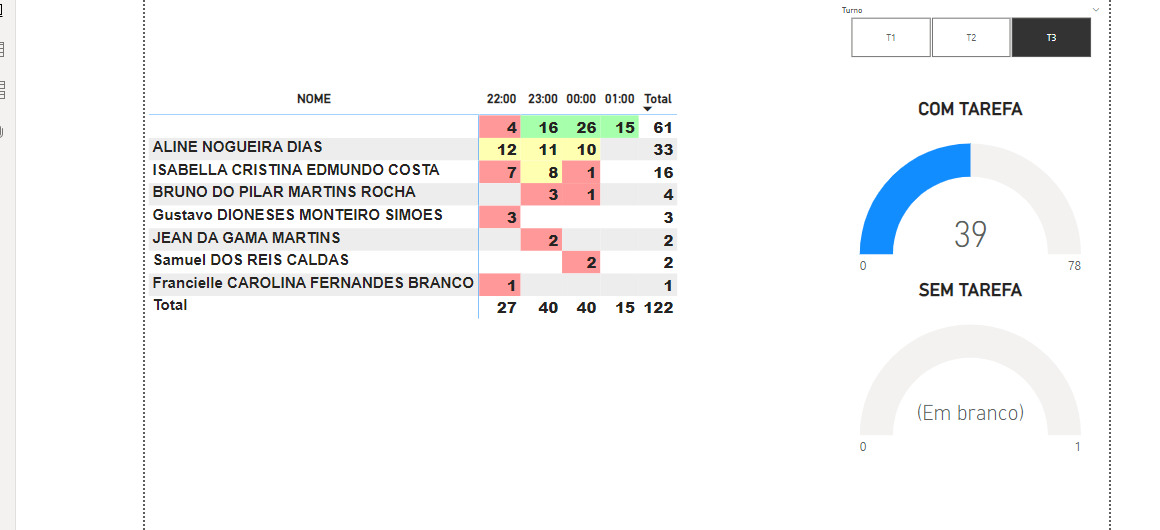 Turno
T1 T2 T3
NOME 22:00 23:00 00:00 01:00 Total
4 16 26 15 61
ALINE NOGUEIRA DIAS 12 11 10 33
ISABELLA CRISTINA EDMUNDO COSTA 7 8 1 16
BRUNO DO PILAR MARTINS ROCHA 3 1 4
Gustavo DIONESES MONTEIRO SIMOES 3 3
JEAN DA GAMA MARTINS 2 2
Samuel DOS REIS CALDAS 2 2
Francielle CAROLINA FERNANDES BRANCO 1 1
Total 27 40 40 15 122
COM TAREFA
39
0 78
SEM TAREFA
(Em branco)
0 1